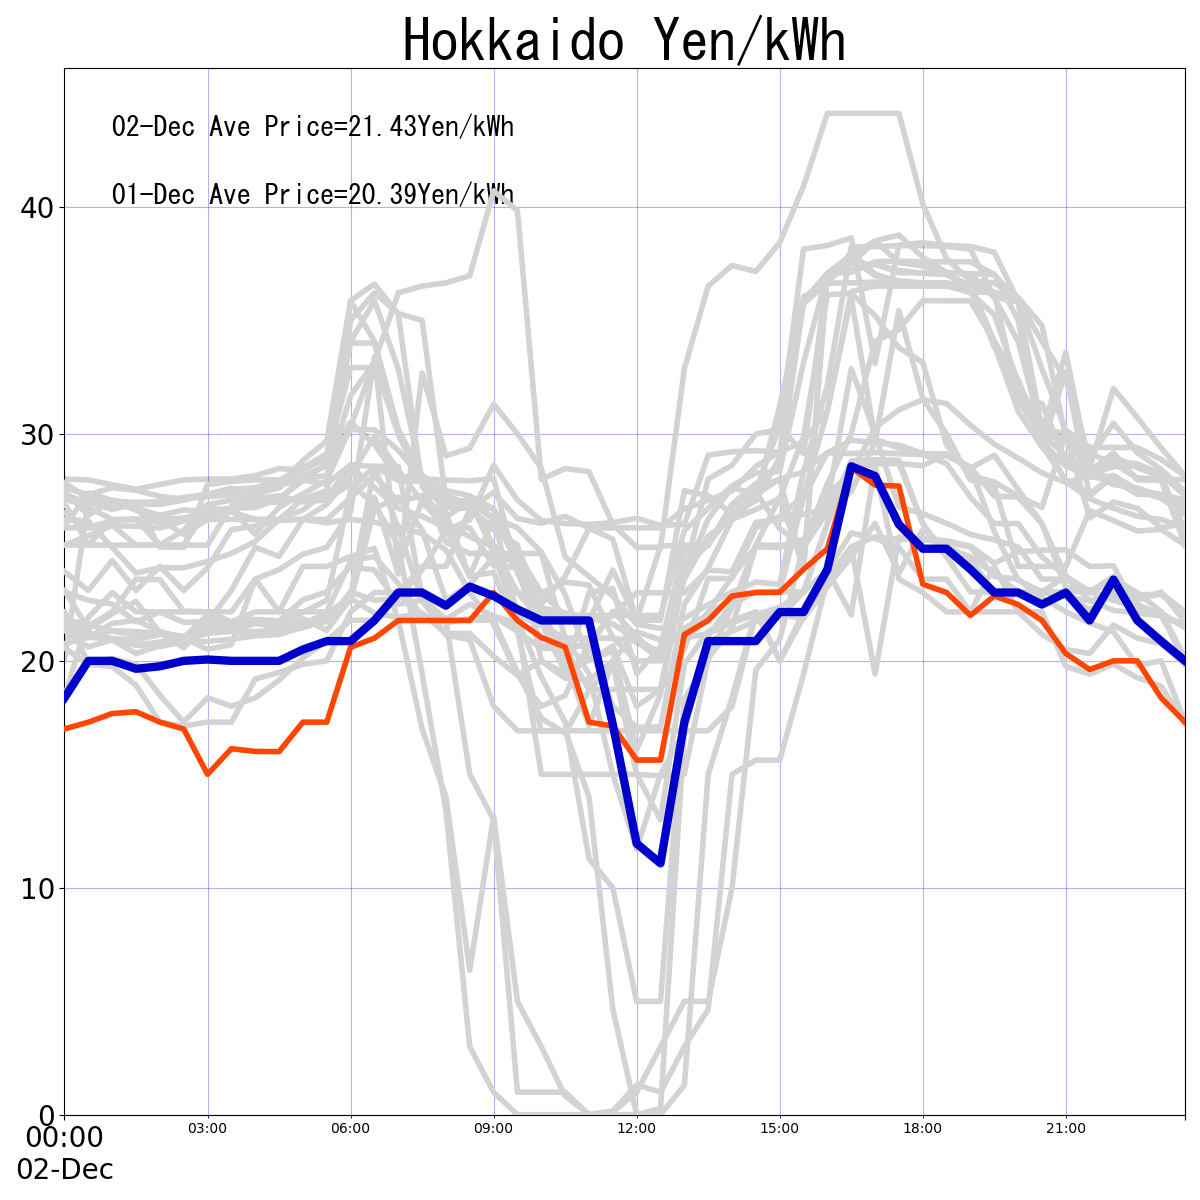 Hokkaido Yen/kWh
02-Dec Ave Price=21.43Yen/kWh
01-Dec Ave Price=20.39Yen/kWh
40
30
20
10
0
00:00 03:00 06:00 09:00 12:00 15:00 18:00 21:00
02-Dec